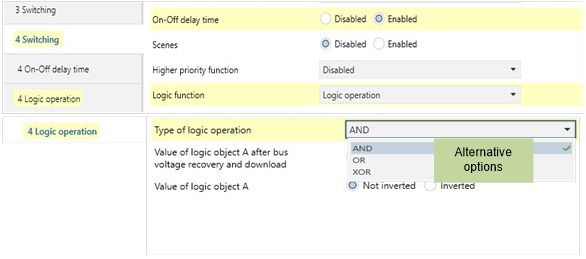 3 Switching
On-Off delay time
Disabled
Enabled
4 Switching
Scenes
Disabled
Enabled
4 On-Off delay time
Higher priority function
Disabled
4 Logic operation
Logic function
Logic operation
4 Logic operation
Type of logic operation
AND
Value of logic object A after bus
voltage recovery and download
AND
OR
XOR
Alternative
options
Value of logic object A
Not inverted
Inverted